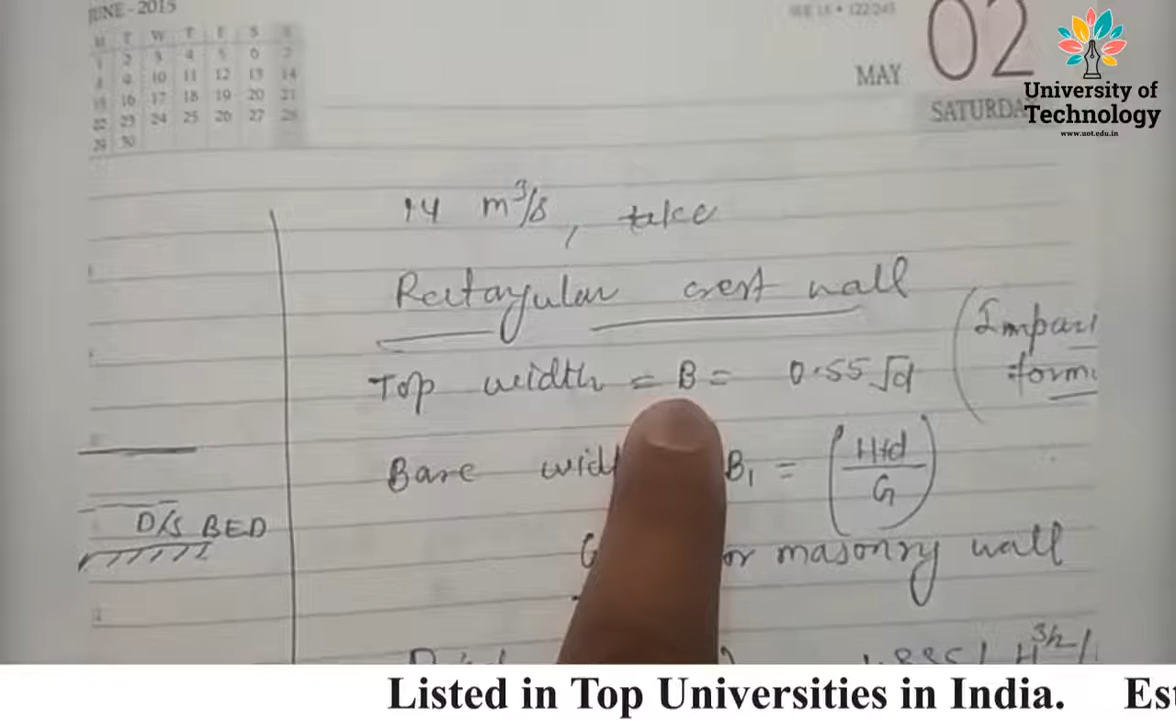 JUNE - 2015
M T W T F S S
1 2 3 4 5 6 7
8 9 10 11 12 13 14
15 16 17 18 19 20 21
22 23 24 25 26 27 28
29 30
02
MAY
SATURDA
University of
Technology
www.uot.edu.in
14 m³/s, take
Rectangular crest wall
Top width = B = 0.55√d
Base B₁ = (H+d/G)
masonry wall
D/S BED
Listed in Top Universities in India. Es